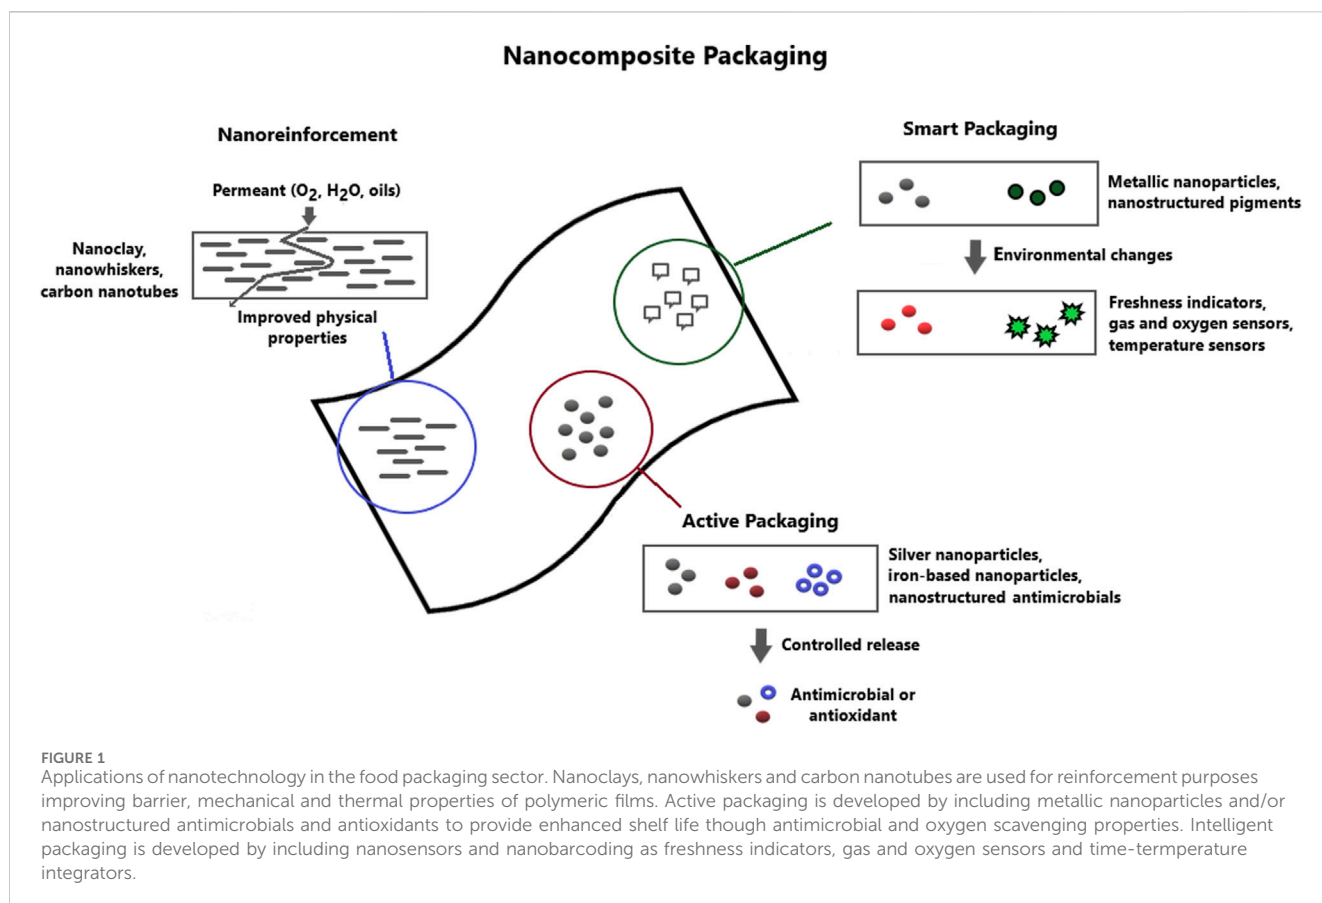 Nanocomposite Packaging
Nanoreinforcement
Permeant (O₂, H₂O, oils)
Nanoclay,
nanowhiskers,
carbon nanotubes
Improved physical
properties
Smart Packaging
Metallic nanoparticles,
nanostructured pigments
Environmental changes
Freshness indicators,
gas and oxygen sensors,
temperature sensors
Active Packaging
Silver nanoparticles,
iron-based nanoparticles,
nanostructured antimicrobials
Controlled release
Antimicrobial or
antioxidant
FIGURE 1
Applications of nanotechnology in the food packaging sector. Nanoclays, nanowhiskers and carbon nanotubes are used for reinforcement purposes
improving barrier, mechanical and thermal properties of polymeric films. Active packaging is developed by including metallic nanoparticles and/or
nanostructured antimicrobials and antioxidants to provide enhanced shelf life though antimicrobial and oxygen scavenging properties. Intelligent
packaging is developed by including nanosensors and nanobarcoding as freshness indicators, gas and oxygen sensors and time-termperature
integrators.